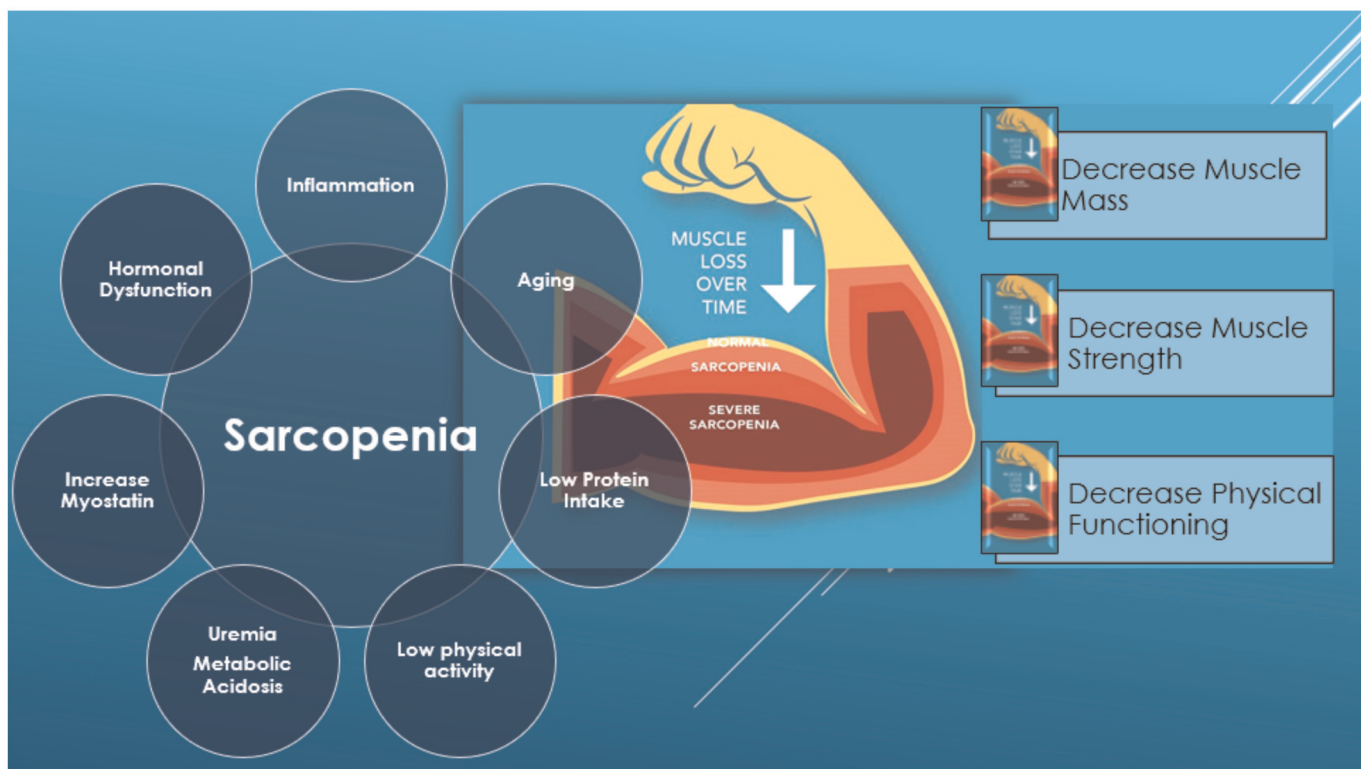 Inflammation
Hormonal
Dysfunction
Aging
Sarcopenia
Increase
Myostatin
Low Protein
Intake
Uremia
Metabolic
Acidosis
Low physical
activity
MUSCLE
LOSS
OVER
TIME
NORMAL
SARCOPENIA
SEVERE
SARCOPENIA
Decrease Muscle
Mass
Decrease Muscle
Strength
Decrease Physical
Functioning